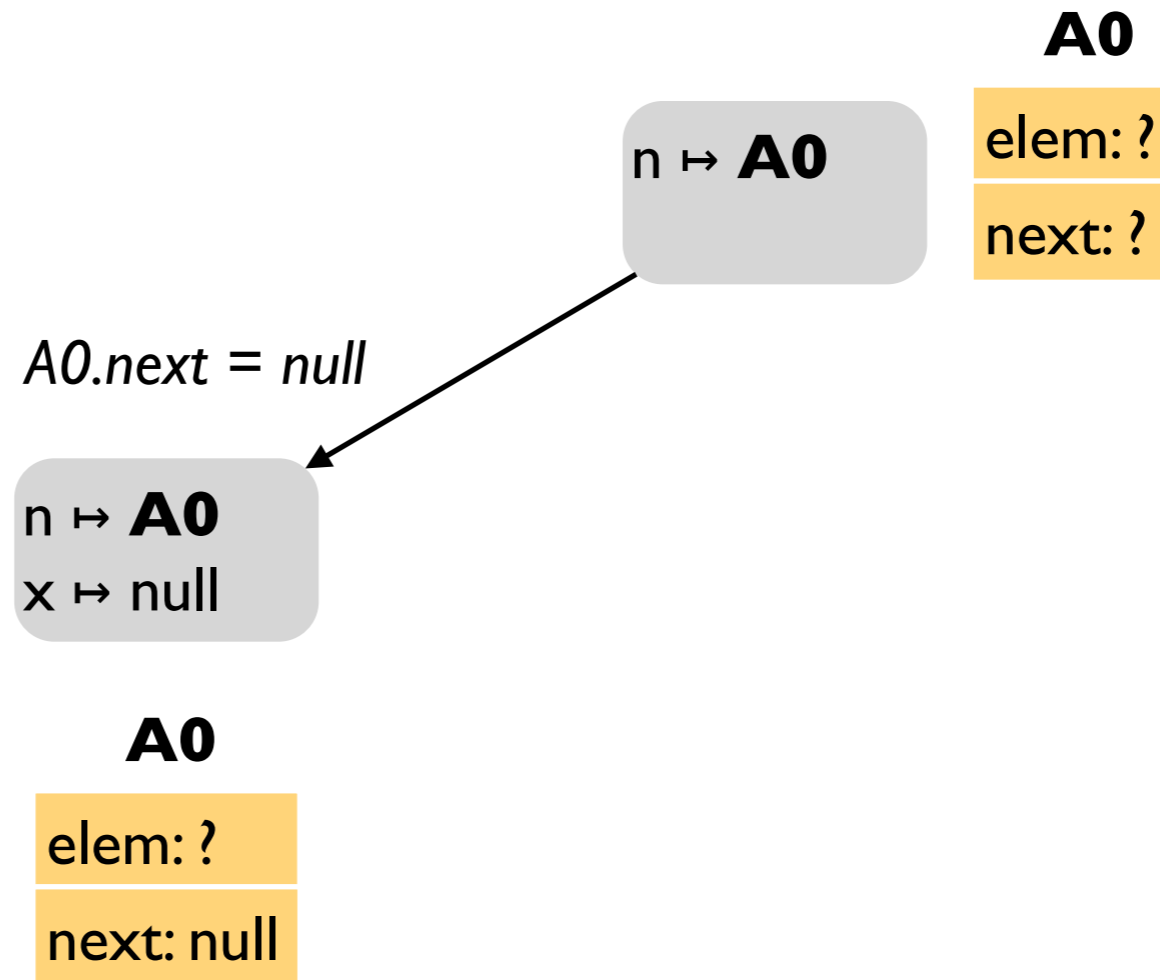 A0
n ↦ A0
elem: ?
next: ?
A0.next = null
n ↦ A0
x ↦ null
A0
elem: ?
next: null